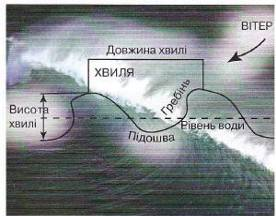 ВІТЕР
Довжина хвилі
ХВИЛЯ
Гребінь
Висота
хвилі
Рівень води
Підошва